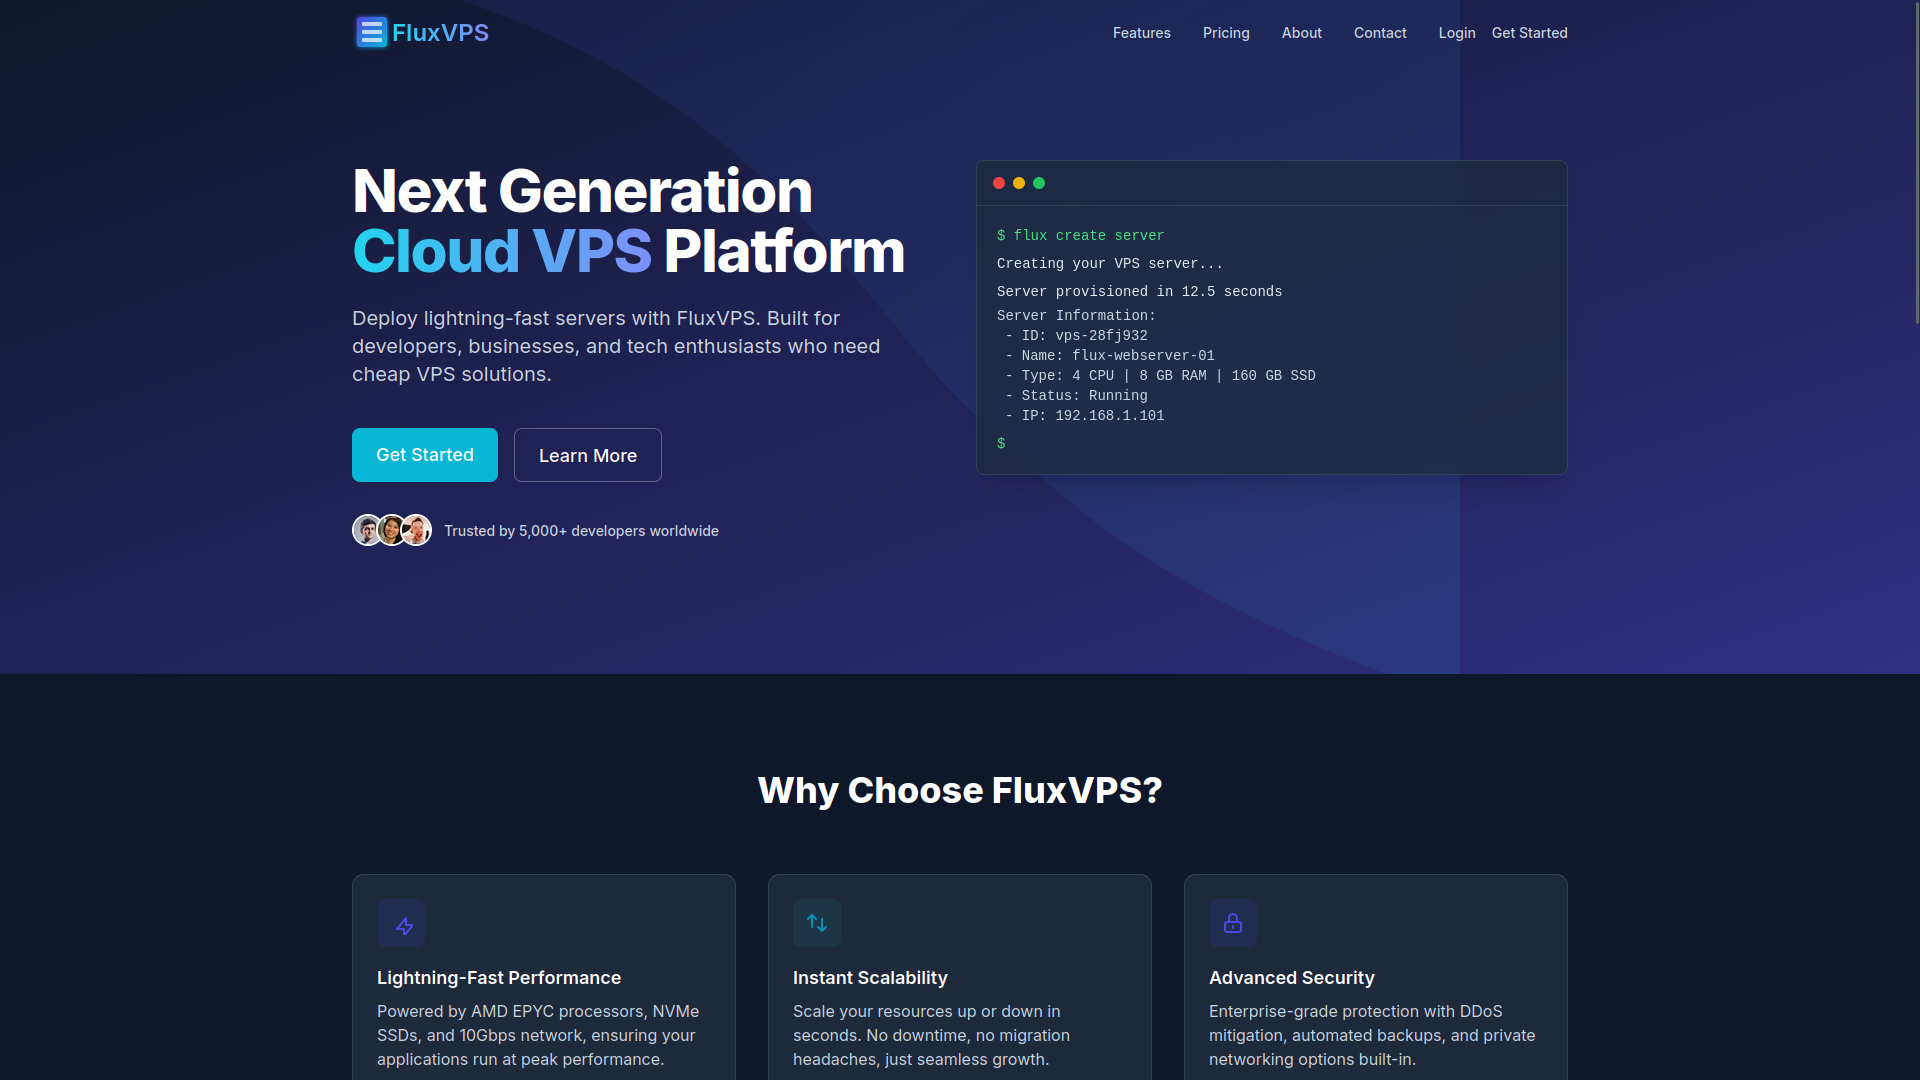 FluxVPS
Features
Pricing
About
Contact
Login
Get Started
Next Generation
Cloud VPS Platform
Deploy lightning-fast servers with FluxVPS. Built for
developers, businesses, and tech enthusiasts who need
cheap VPS solutions.
Get Started
Learn More
Trusted by 5,000+ developers worldwide
$ flux create server
Creating your VPS server...
Server provisioned in 12.5 seconds
Server Information:
- ID: vps-28fj932
- Name: flux-webserver-01
- Type: 4 CPU | 8 GB RAM | 160 GB SSD
- Status: Running
- IP: 192.168.1.101
$
Why Choose FluxVPS?
Lightning-Fast Performance
Powered by AMD EPYC processors, NVMe
SSDs, and 10Gbps network, ensuring your
applications run at peak performance.
Instant Scalability
Scale your resources up or down in
seconds. No downtime, no migration
headaches, just seamless growth.
Advanced Security
Enterprise-grade protection with DDoS
mitigation, automated backups, and private
networking options built-in.